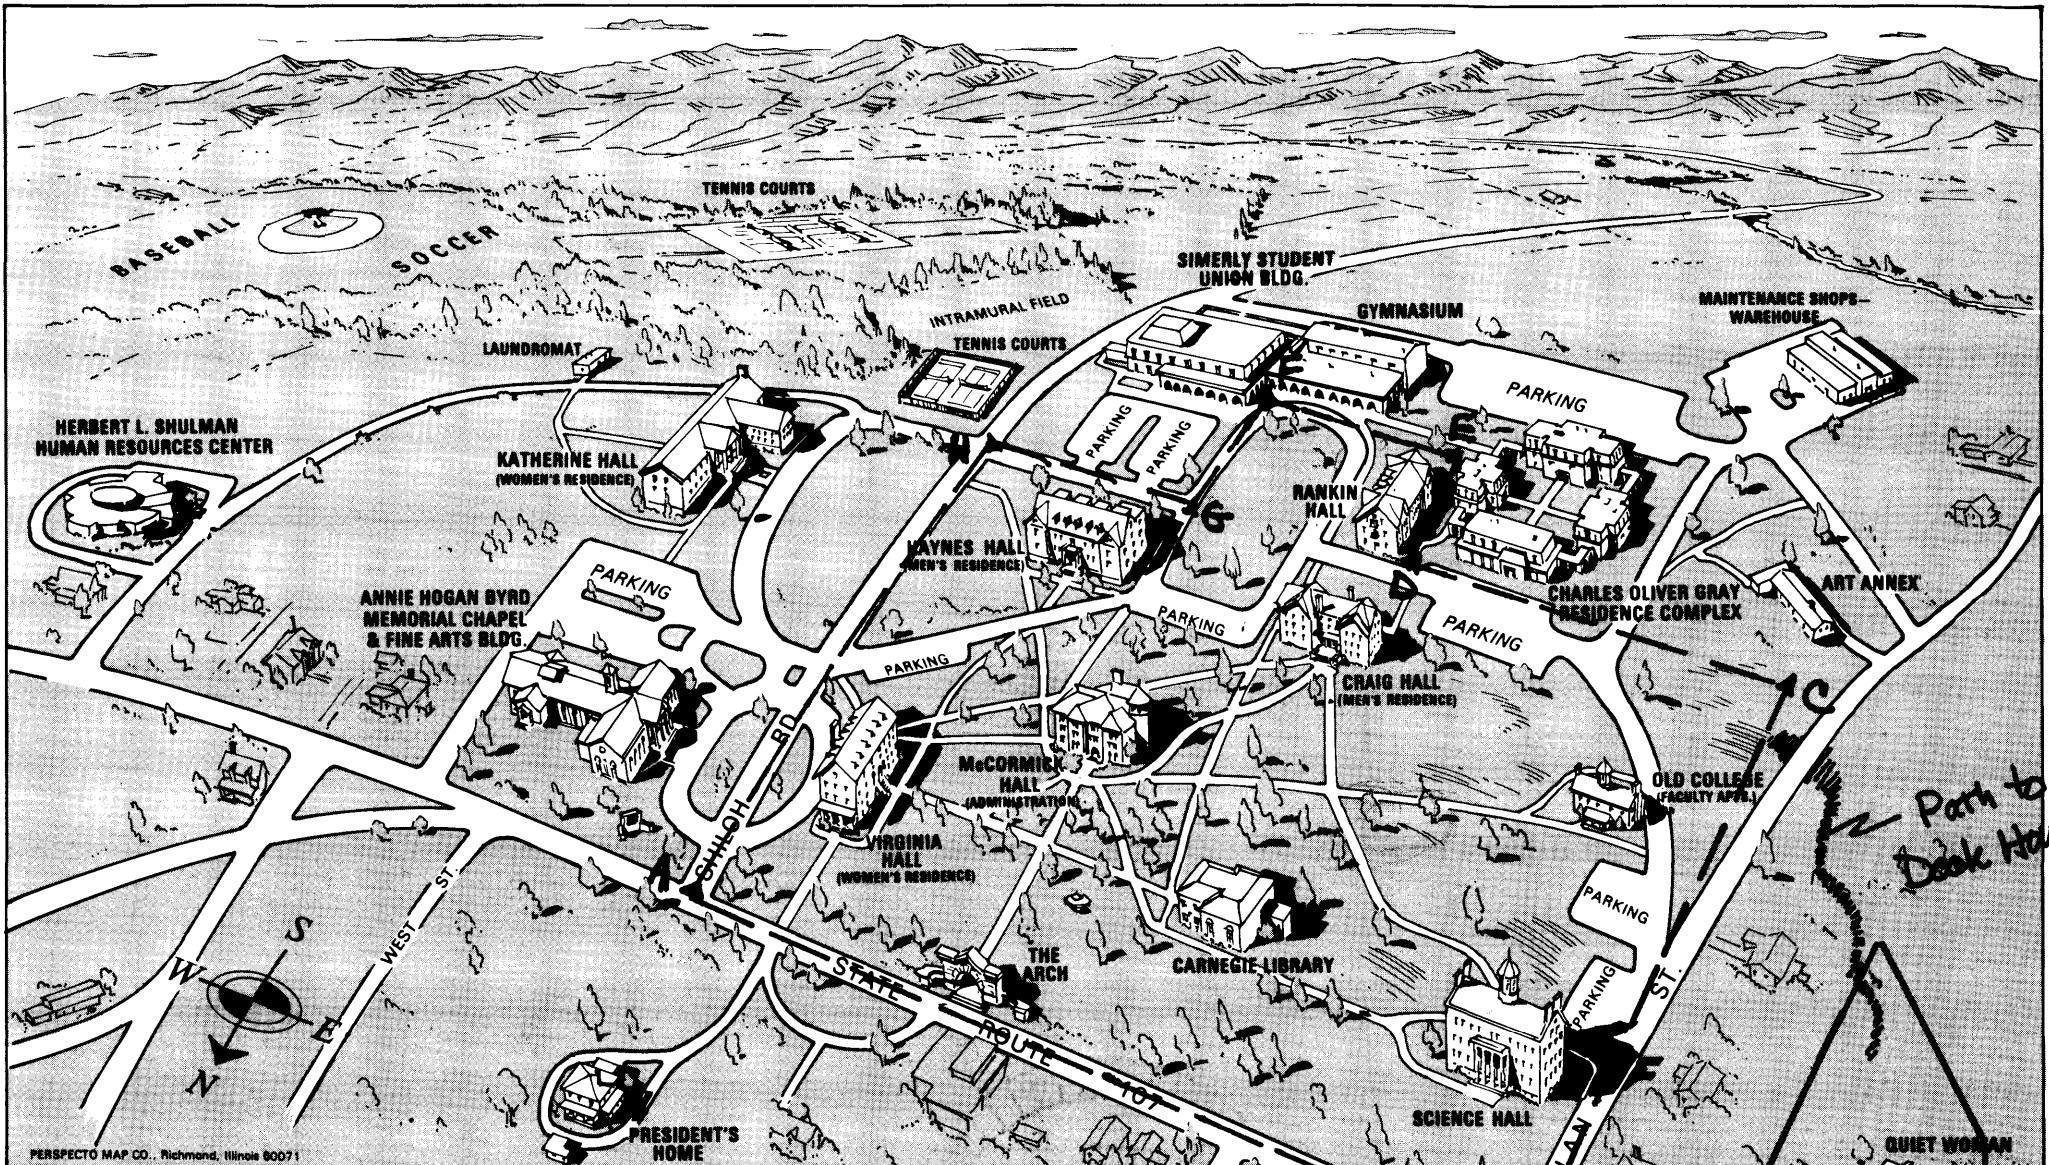 TENNIS COURTS
BASEBALL
SOCCER
SIMERLY STUDENT
UNION BLDG.
GYMNASIUM
MAINTENANCE SHOPS—
WAREHOUSE
INTRAMURAL FIELD
TENNIS COURTS
LAUNDROMAT
PARKING
PARKING
PARKING
HERBERT L. SHULMAN
HUMAN RESOURCES CENTER
KATHERINE HALL
(WOMEN'S RESIDENCE)
E
RANKIN
HALL
G
HAYNES HALL
(MEN'S RESIDENCE)
PARKING
ANNIE HOGAN BYRD
MEMORIAL CHAPEL
& FINE ARTS BLDG.
D
ART ANNEX
CHARLES OLIVER GRAY
RESIDENCE COMPLEX
PARKING
PARKING
PARKING
CRAIG HALL
(MEN'S RESIDENCE)
C
SHILOH RD.
McCORMICK
HALL
(ADMINISTRATION)
OLD COLLEGE
(FACULTY APTS.)
Path to
VIRGINIA
HALL
(WOMEN'S RESIDENCE)
A
PARKING
WEST ST.
S
W
E
N
THE
ARCH
CARNEGIE LIBRARY
PARKING
ST.
STATE ROUTE 107
SCIENCE HALL
PRESIDENT'S
HOME
QUIET WOMAN
PERSPECTO MAP CO., Richmond, Illinois 60071